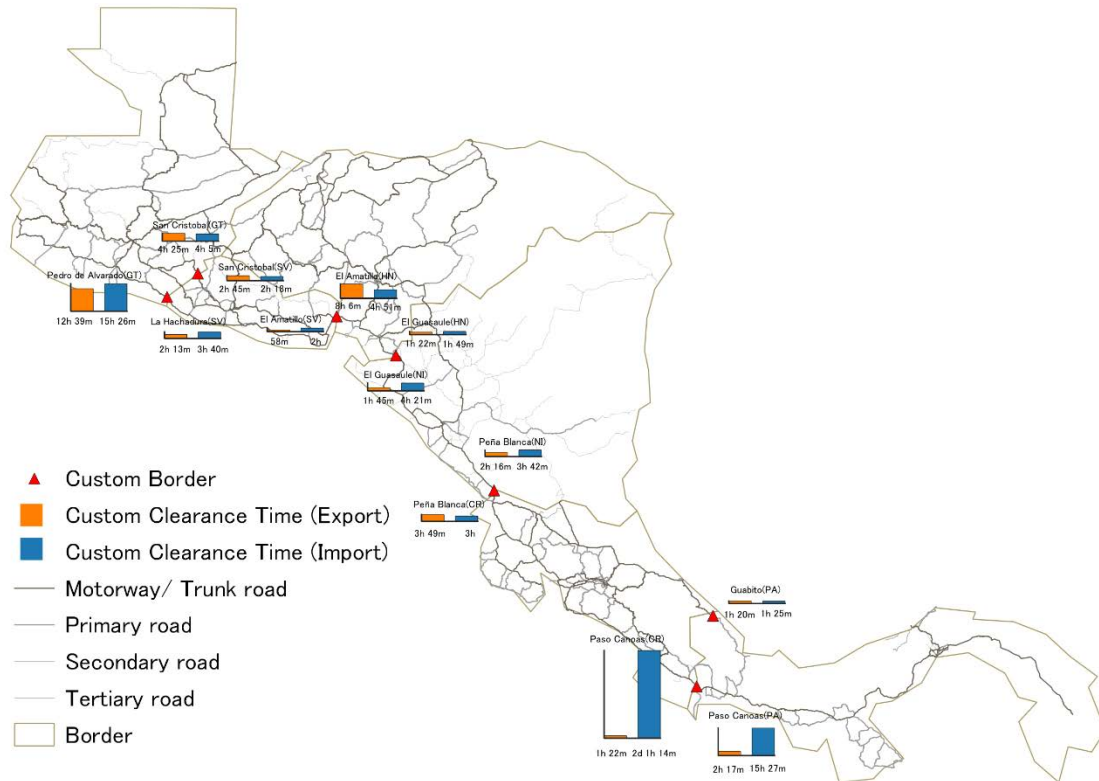 San Cristobal(GT)
4h 25m 4h 5m
San Cristobal(SV)
2h 45m 2h 18m
El Amatillo(HN)
8h 6m 4h 51m
Pedro de Alvarado(GT)
12h 39m 15h 26m
La Hachadura(SV)
2h 13m 3h 40m
El Amatillo(SV)
58m 2h
El Guasaule(HN)
1h 22m 1h 49m
El Guasaule(NI)
1h 45m 4h 21m
Peña Blanca(NI)
2h 16m 3h 42m
Peña Blanca(CR)
3h 49m 3h
Guabito(PA)
1h 20m 1h 25m
Paso Canoas(CR)
1h 22m 2d 1h 14m
Paso Canoas(PA)
2h 17m 15h 27m
Custom Border
Custom Clearance Time (Export)
Custom Clearance Time (Import)
Motorway/ Trunk road
Primary road
Secondary road
Tertiary road
Border